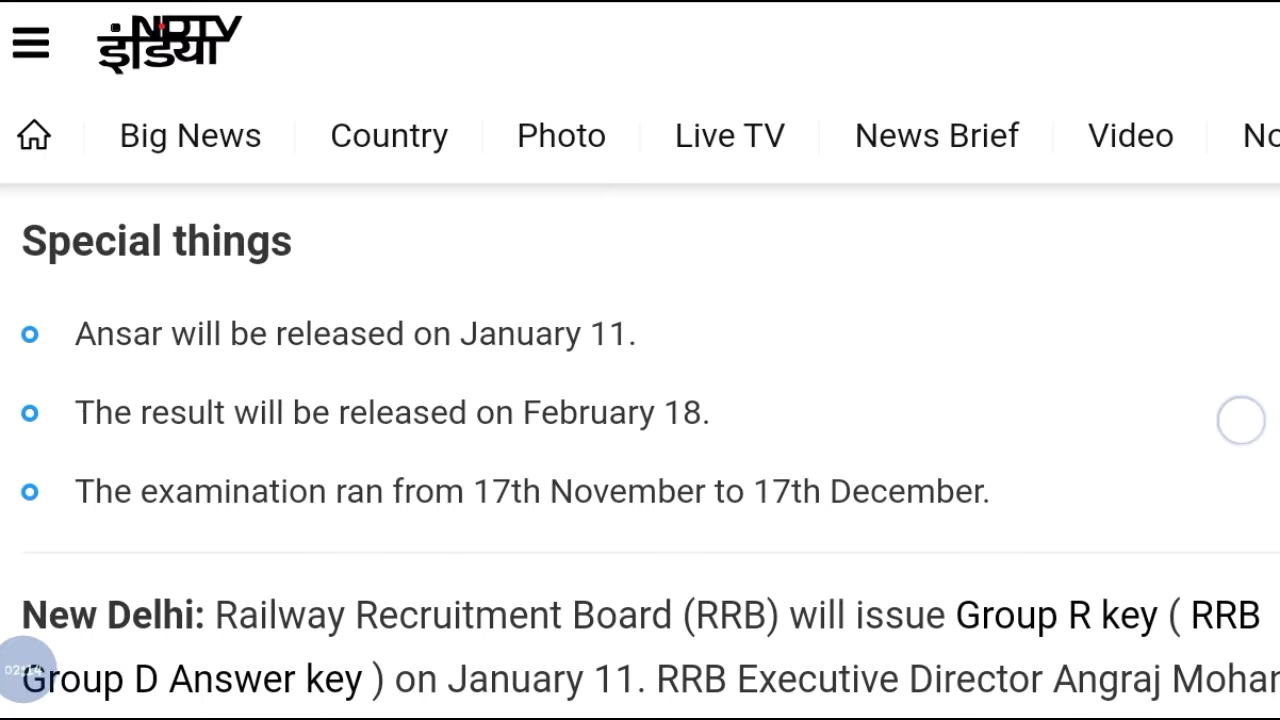 NDTV
इंडिया
Big News
Country
Photo
Live TV
News Brief
Video
Special things
Ansar will be released on January 11.
The result will be released on February 18.
The examination ran from 17th November to 17th December.
New Delhi: Railway Recruitment Board (RRB) will issue Group R key ( RRB
Group D Answer key ) on January 11. RRB Executive Director Angraj Mohan